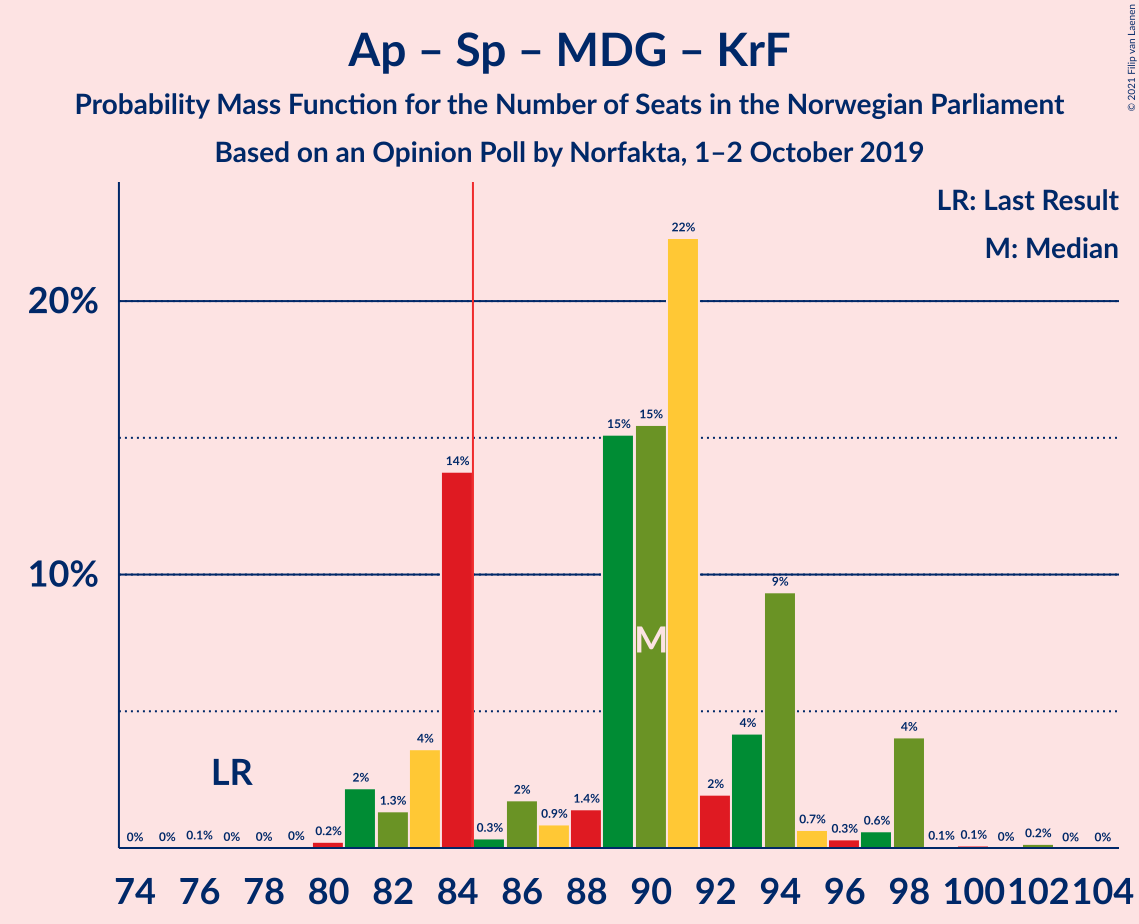 Ap – Sp – MDG – KrF
Probability Mass Function for the Number of Seats in the Norwegian Parliament
Based on an Opinion Poll by Norfakta, 1–2 October 2019
© 2021 Filip van Laenen
LR: Last Result
M: Median
20%
10%
LR
M
0% 0% 0.1% 0% 0% 0% 0.2% 2% 1.3% 4% 14% 0.3% 2% 0.9% 1.4% 15% 15% 22% 2% 4% 9% 0.7% 0.3% 0.6% 4% 0.1% 0.1% 0% 0.2% 0% 0%
74 76 78 80 82 84 86 88 90 92 94 96 98 100 102 104